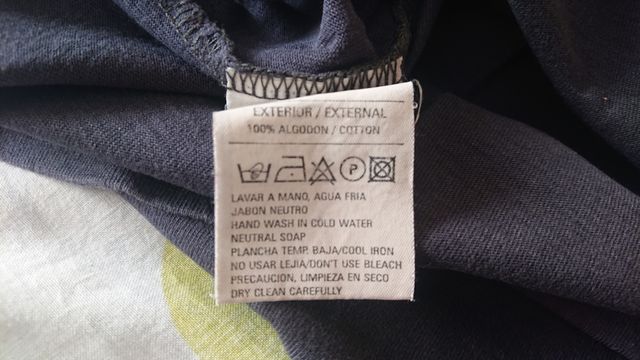 EXTERIOR / EXTERNAL
100% ALGODON / COTTON
P
LAVAR A MANO, AGUA FRIA
JABON NEUTRO
HAND WASH IN COLD WATER
NEUTRAL SOAP
PLANCHA TEMP. BAJA/COOL IRON
NO USAR LEJIA/DON'T USE BLEACH
PRECAUCION, LIMPIEZA EN SECO
DRY CLEAN CAREFULLY